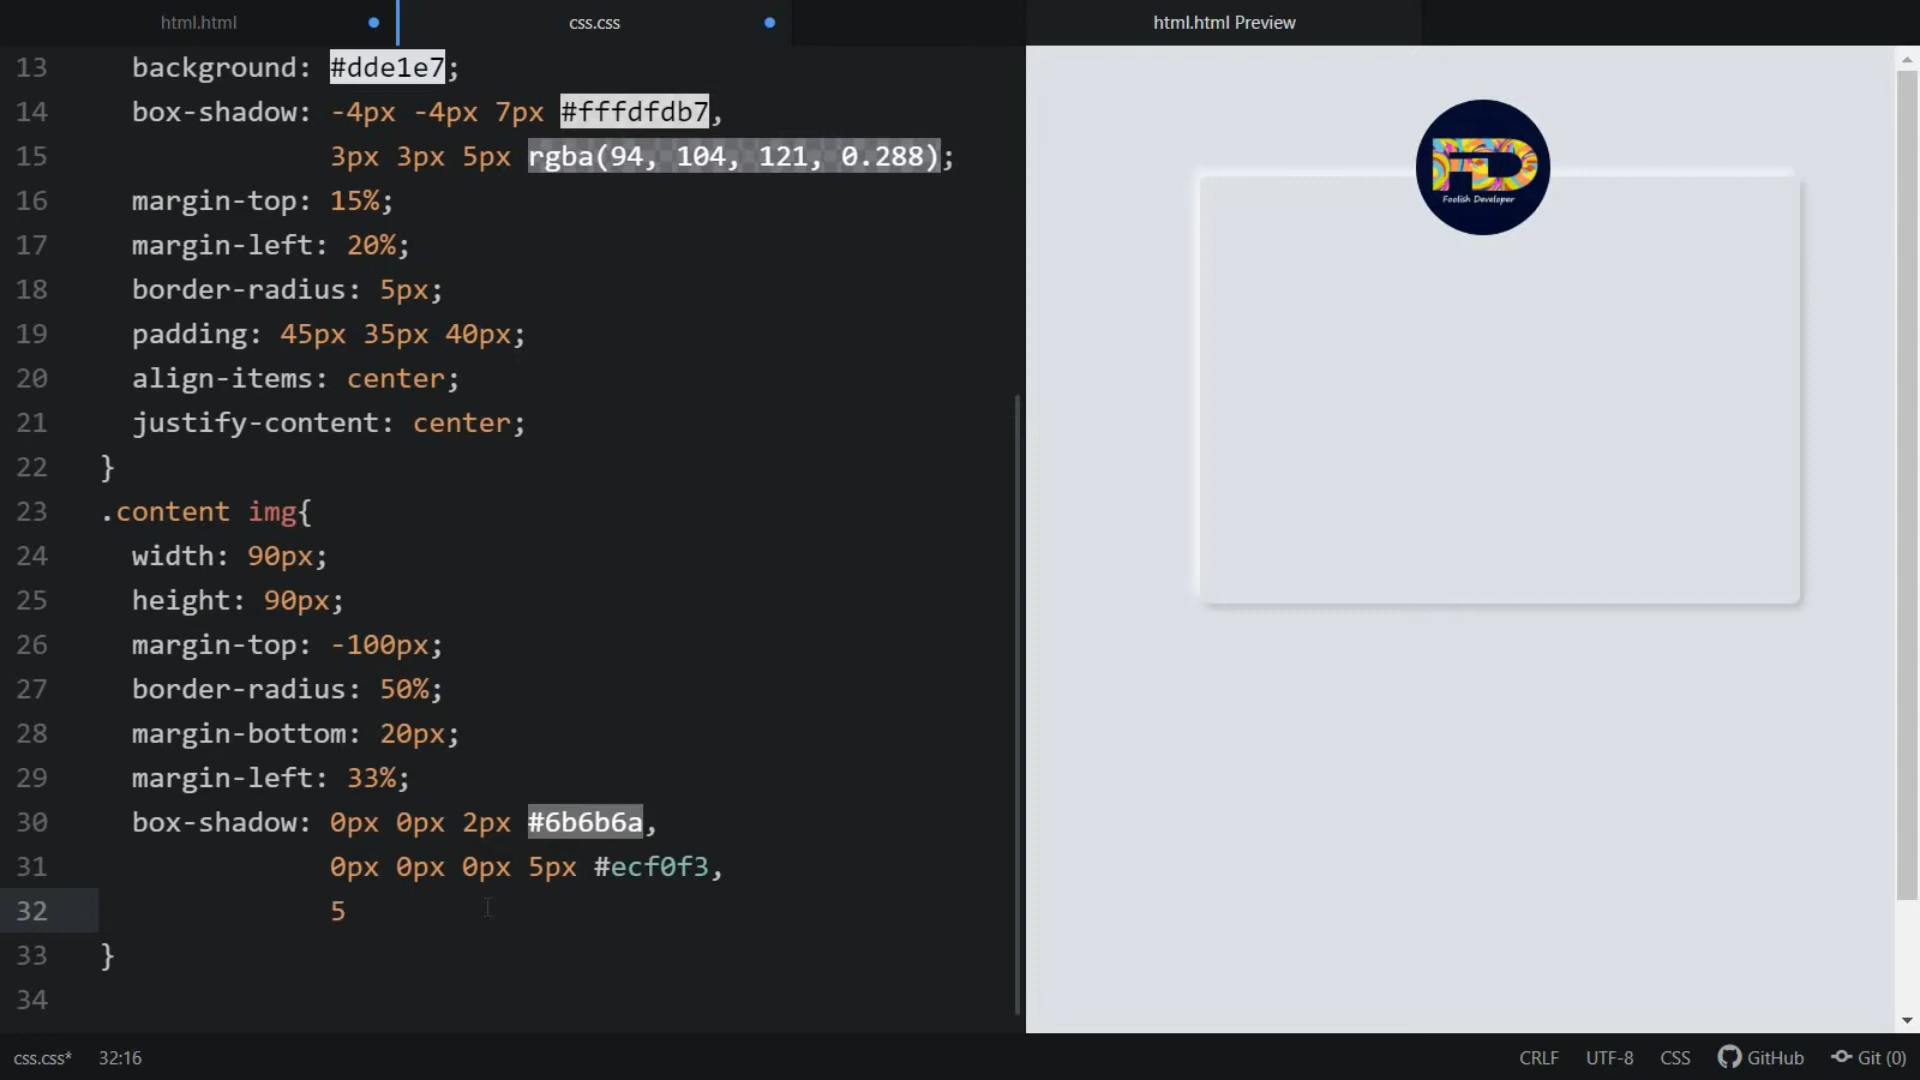 html.html
css.css
html.html Preview
13 background: #dde1e7;
14 box-shadow: -4px -4px 7px #fffdfdb7,
15 3px 3px 5px rgba(94, 104, 121, 0.288);
16 margin-top: 15%;
17 margin-left: 20%;
18 border-radius: 5px;
19 padding: 45px 35px 40px;
20 align-items: center;
21 justify-content: center;
22 }
23 .content img{
24 width: 90px;
25 height: 90px;
26 margin-top: -100px;
27 border-radius: 50%;
28 margin-bottom: 20px;
29 margin-left: 33%;
30 box-shadow: 0px 0px 2px #6b6b6a,
31 0px 0px 0px 5px #ecf0f3,
32 5
33 }
34
FD
Foolish Developer
css.css* 32:16
CRLF UTF-8 CSS GitHub Git (0)